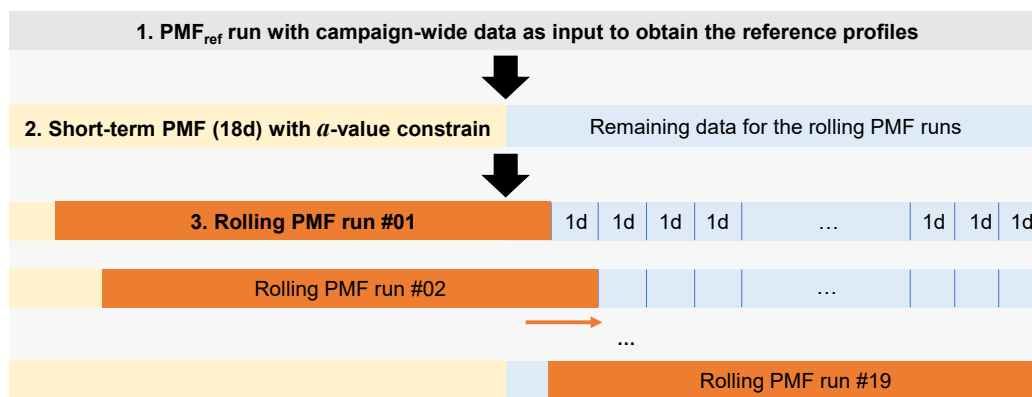 1. PMFref run with campaign-wide data as input to obtain the reference profiles
2. Short-term PMF (18d) with a-value constrain
Remaining data for the rolling PMF runs
3. Rolling PMF run #01
1d 1d 1d 1d ... 1d 1d 1d
Rolling PMF run #02
...
...
Rolling PMF run #19